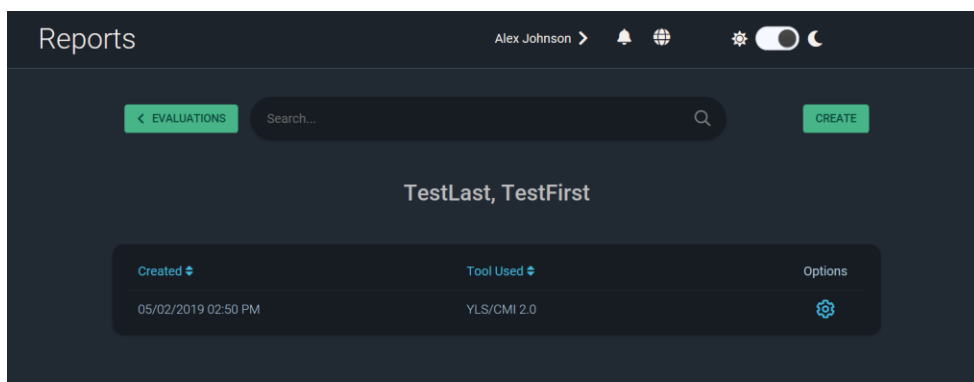 Reports
Alex Johnson
EVALUATIONS
Search...
CREATE
TestLast, TestFirst
Created
Tool Used
Options
05/02/2019 02:50 PM
YLS/CMI 2.0